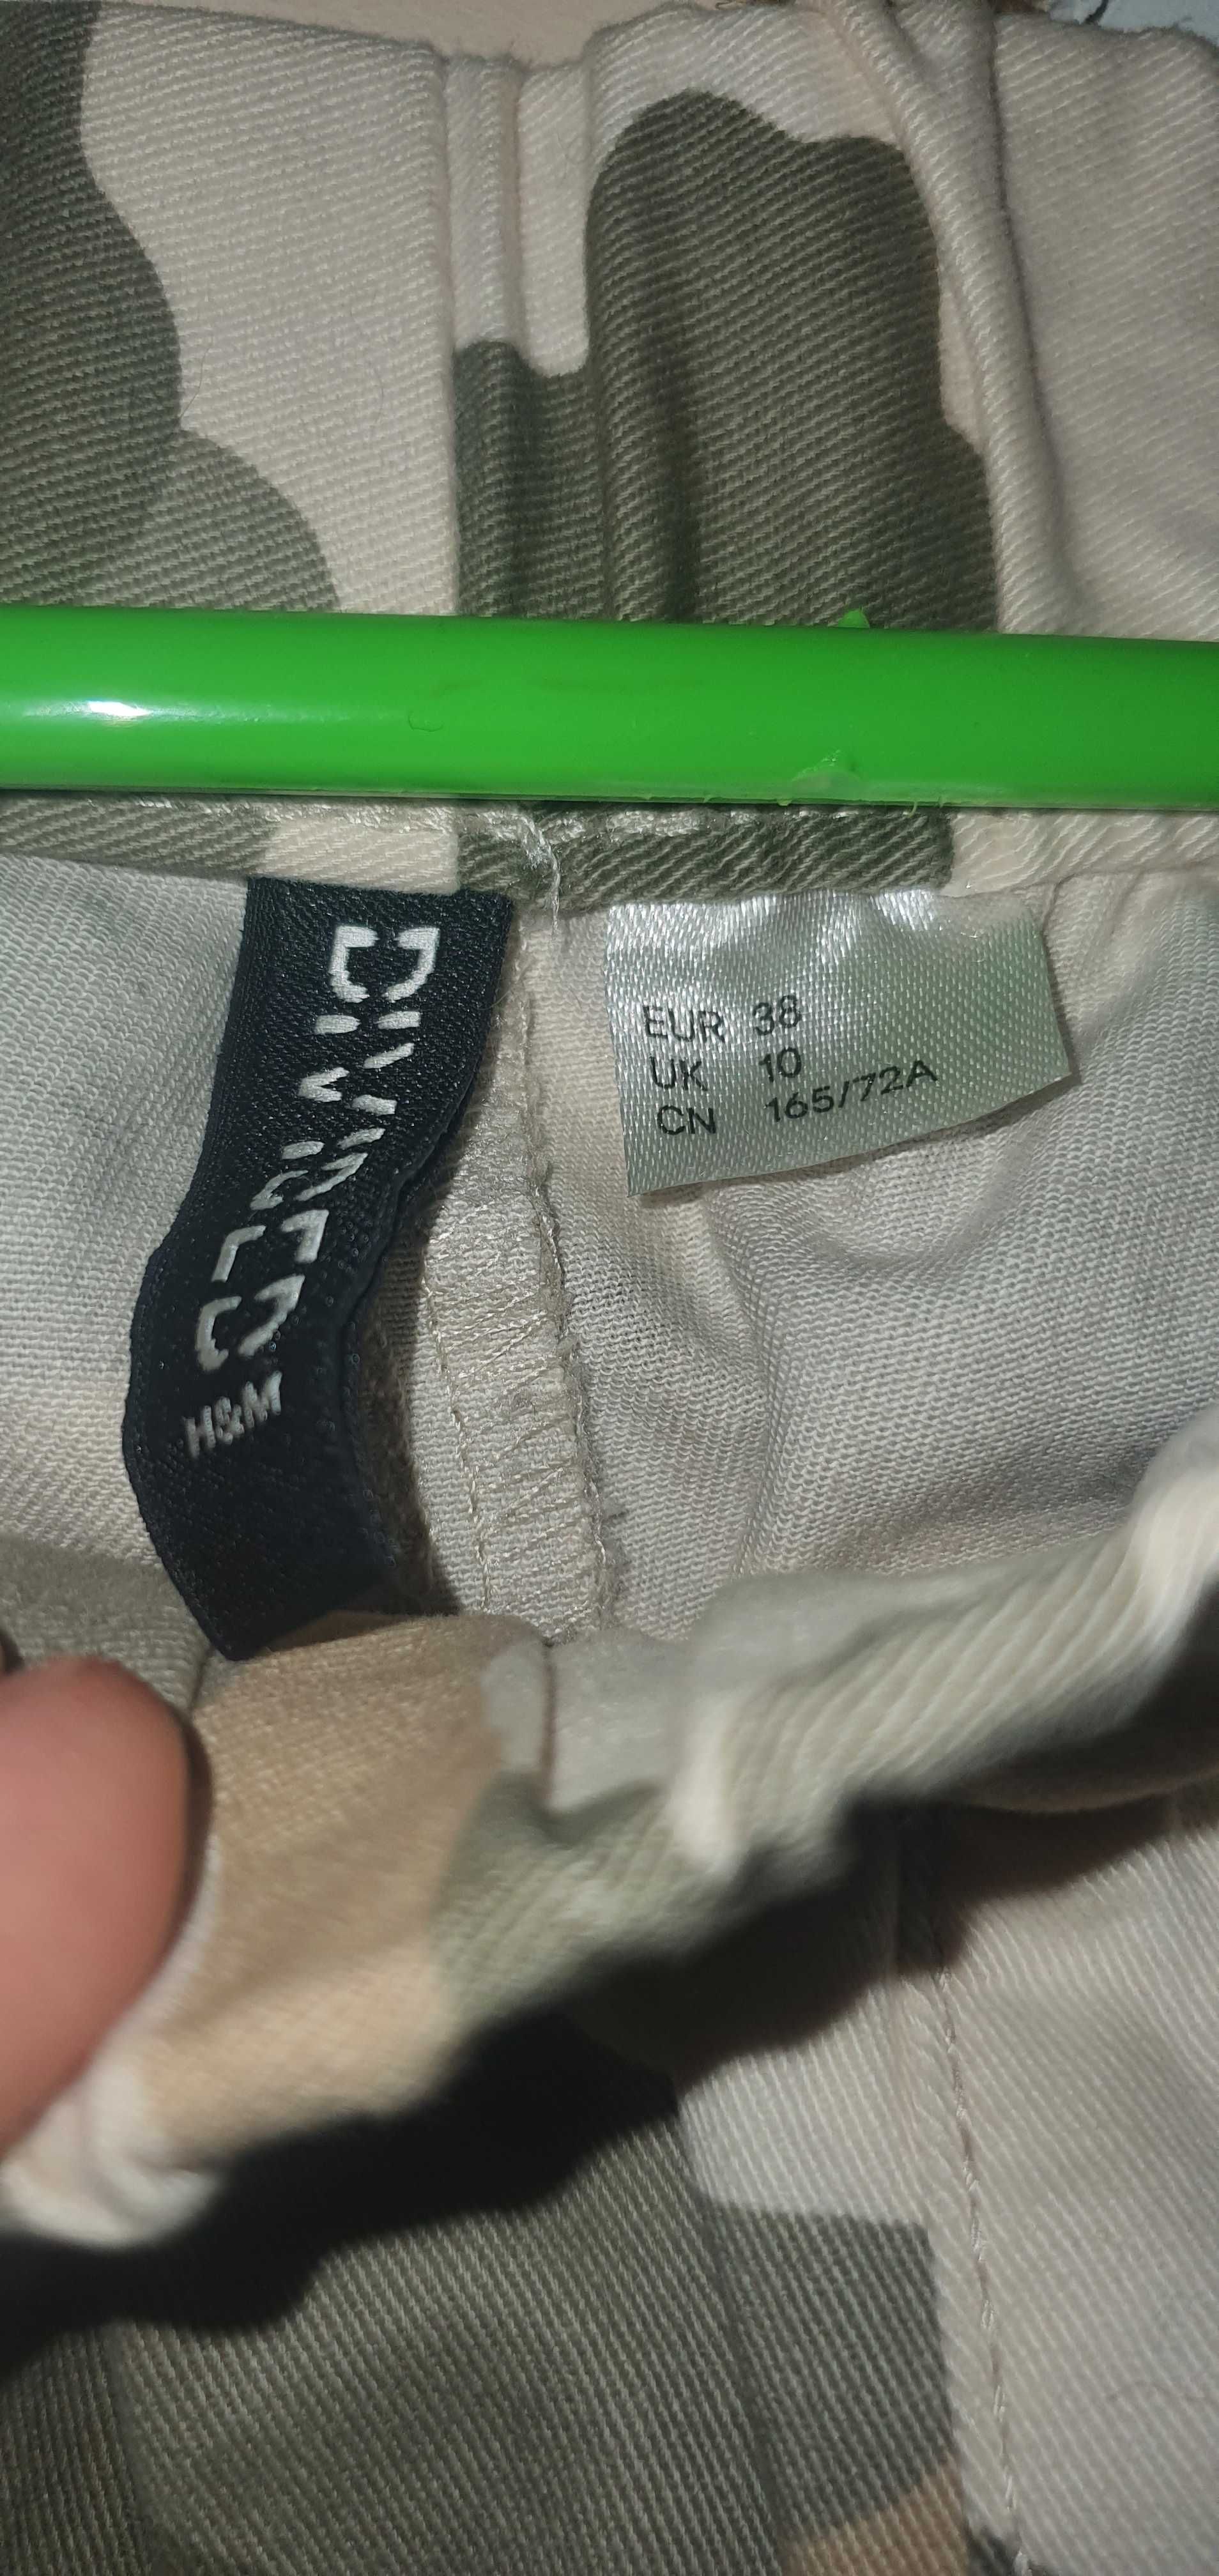 DIVIDED
H&M
EUR 38
UK 10
CN 165/72A